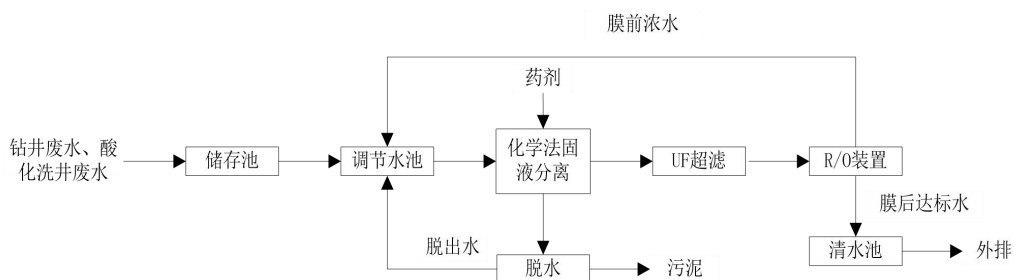 膜前浓水
药剂
钻井废水、酸
化洗井废水
储存池
调节水池
化学法固
液分离
UF超滤
R/O装置
膜后达标水
脱出水
清水池
外排
脱水
污泥